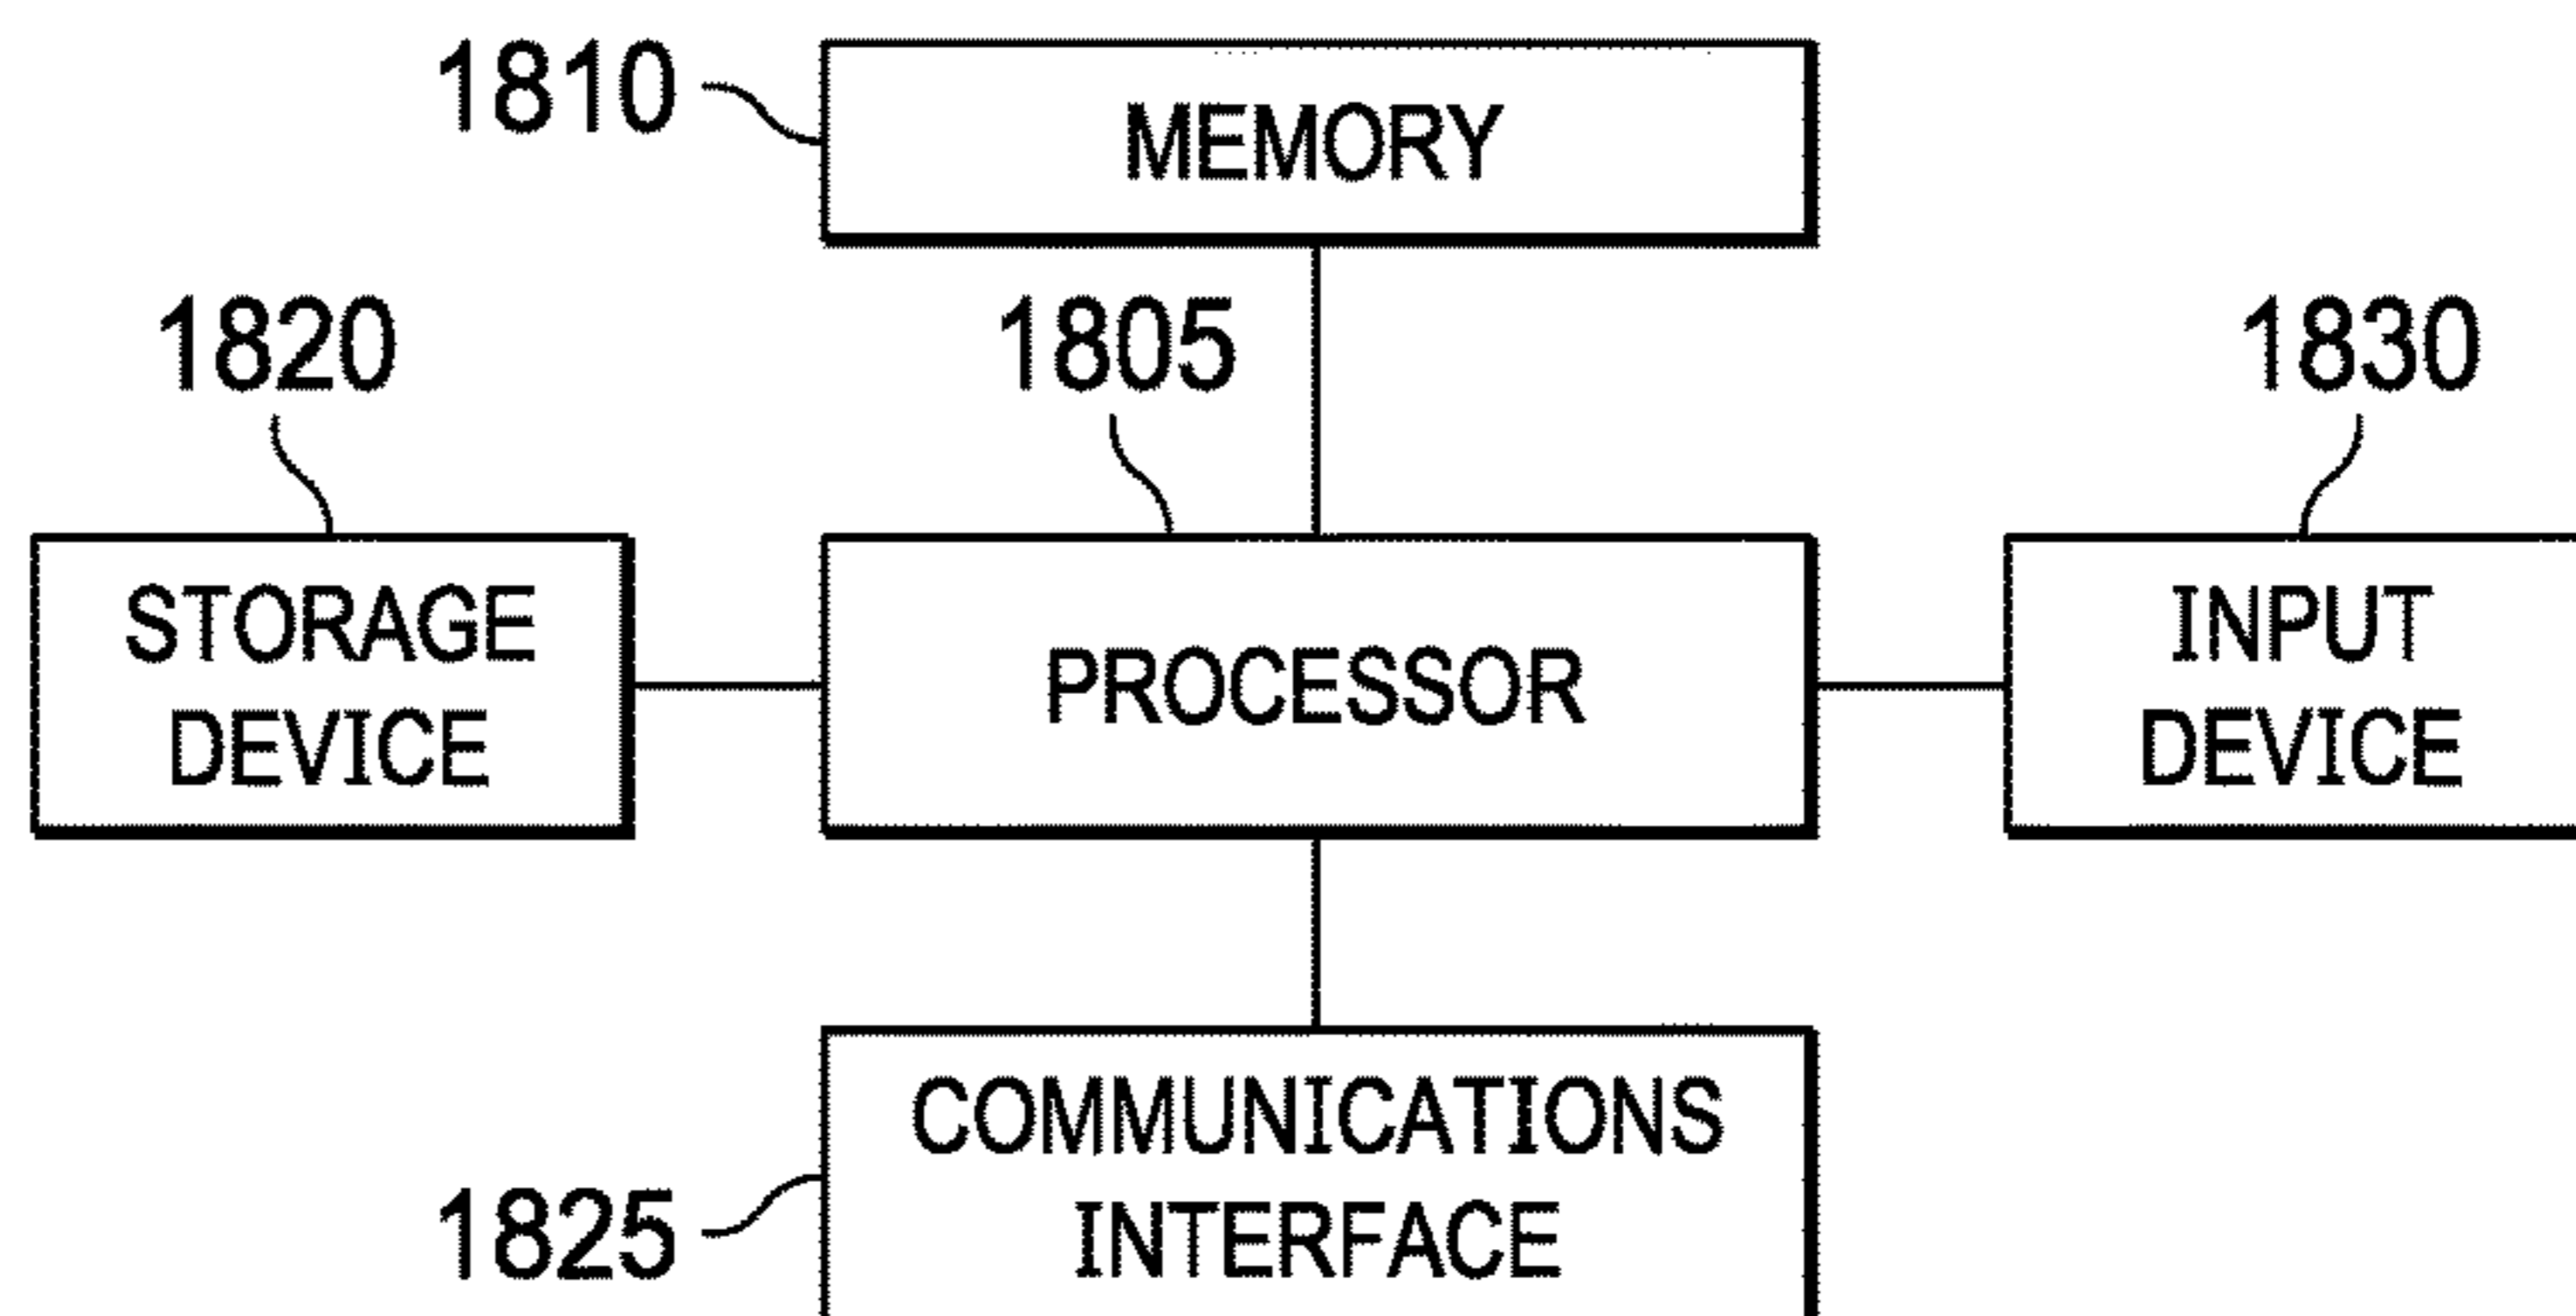 1810
MEMORY
1820
1805
1830
STORAGE
DEVICE
PROCESSOR
INPUT
DEVICE
COMMUNICATIONS
INTERFACE
1825